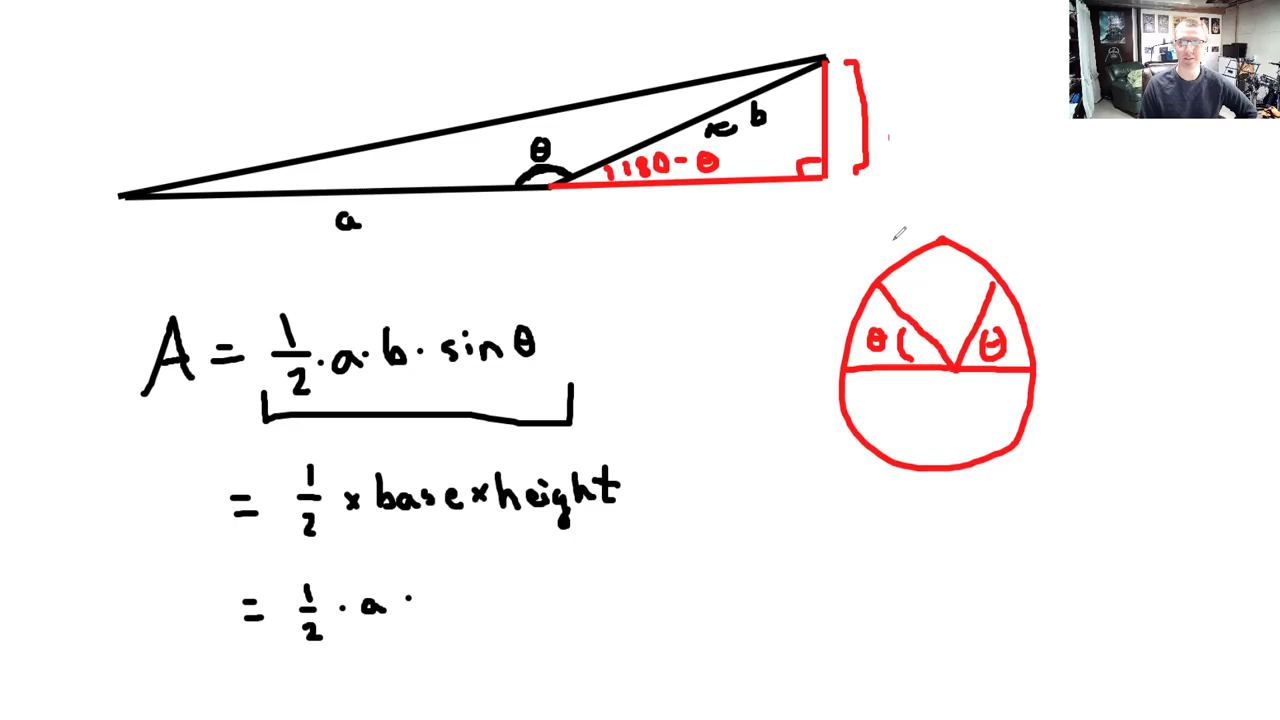 θ
b
180 - θ
a
A = 1/2 · a · b · sin θ
θ
θ
= 1/2 × base × height
= 1/2 · a ·